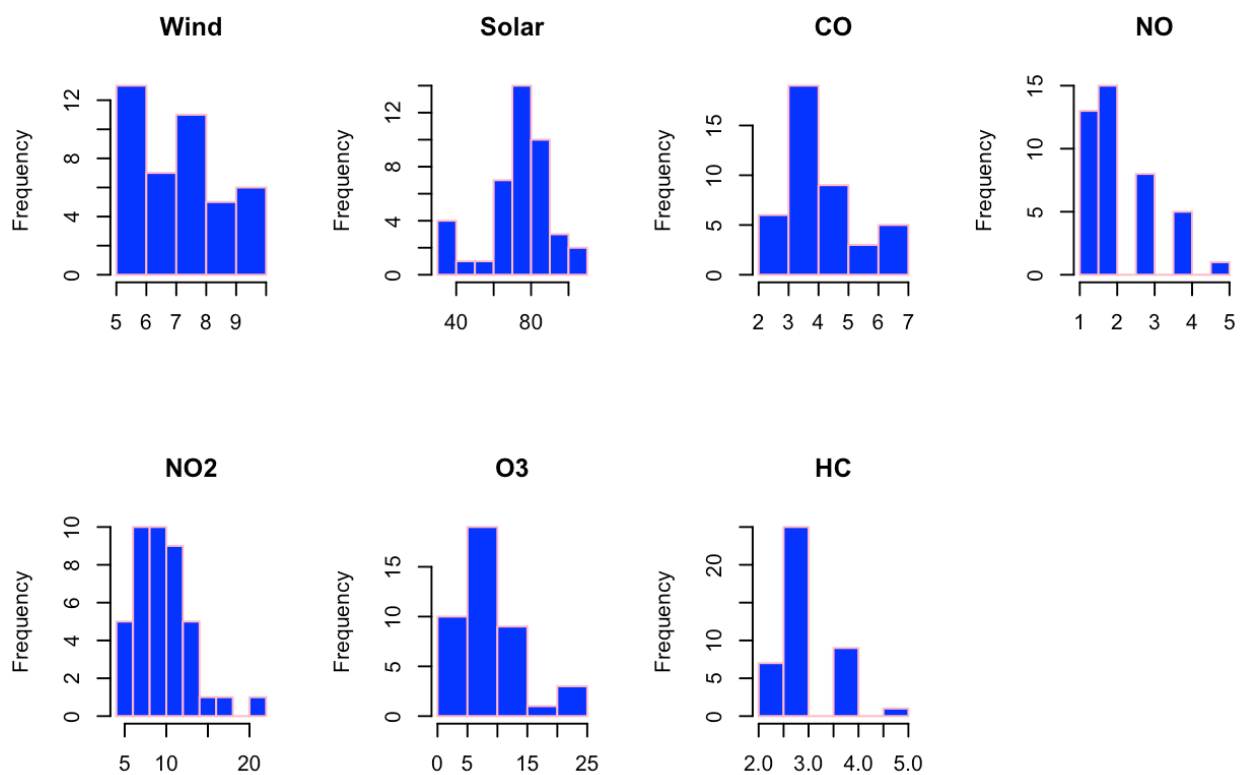 Wind
Frequency
0 4 8 12
5 6 7 8 9
Solar
Frequency
0 4 8 12
40 80
CO
Frequency
0 5 10 15
2 3 4 5 6 7
NO
Frequency
0 5 10 15
1 2 3 4 5
NO2
Frequency
0 2 4 6 8 10
5 10 20
O3
Frequency
0 5 10 15
0 5 15 25
HC
Frequency
0 5 10 20
2.0 3.0 4.0 5.0